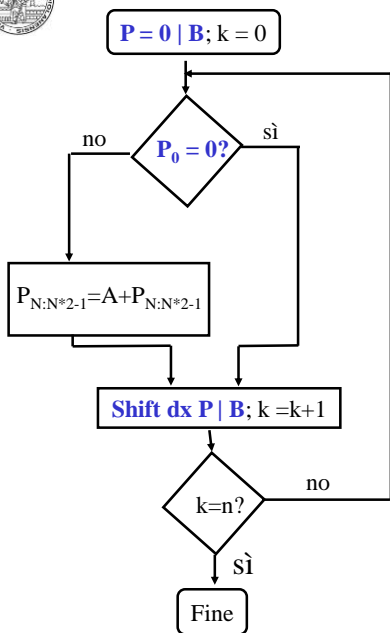 P = 0 | B; k = 0
no
sì
P0 = 0?
PN:N*2-1=A+PN:N*2-1
Shift dx P | B; k =k+1
no
k=n?
sì
Fine